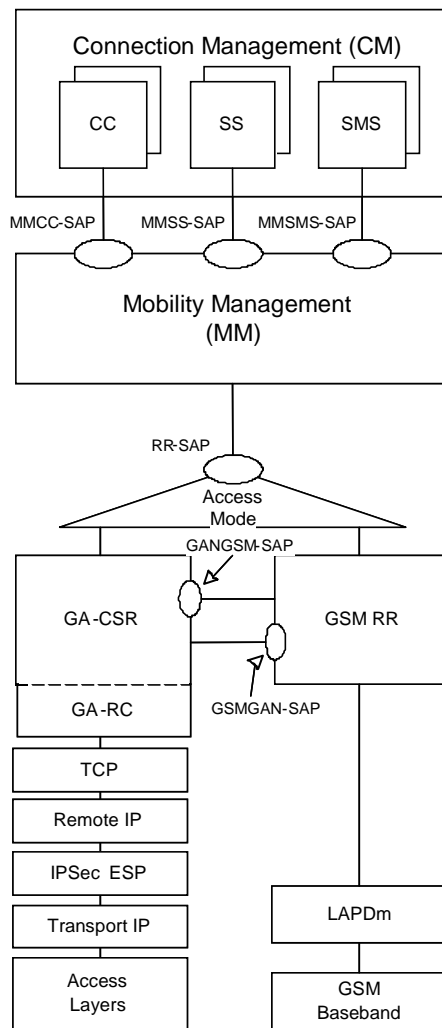 Connection Management (CM)
CC
SS
SMS
MMCC-SAP
MMSS-SAP
MMSMS-SAP
Mobility Management
(MM)
RR-SAP
Access
Mode
GANGSM-SAP
GA-CSR
GSM RR
GA-RC
GSMGAN-SAP
TCP
Remote IP
IPSec ESP
Transport IP
LAPDm
Access
Layers
GSM
Baseband